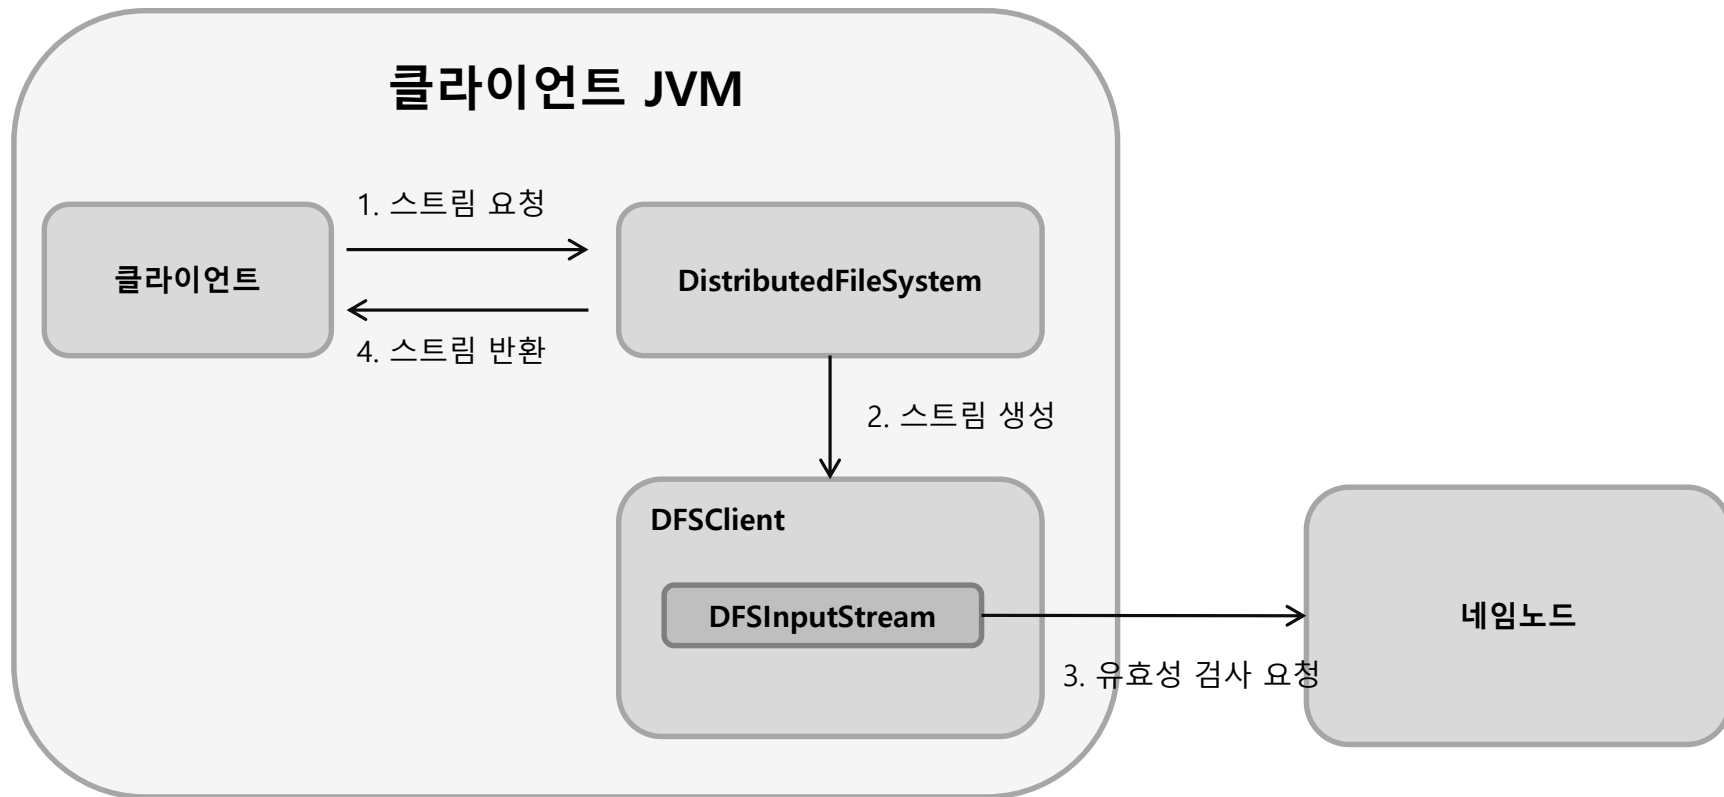 클라이언트 JVM
1. 스트림 요청
클라이언트
DistributedFileSystem
4. 스트림 반환
2. 스트림 생성
DFSClient
DFSInputStream
네임노드
3. 유효성 검사 요청